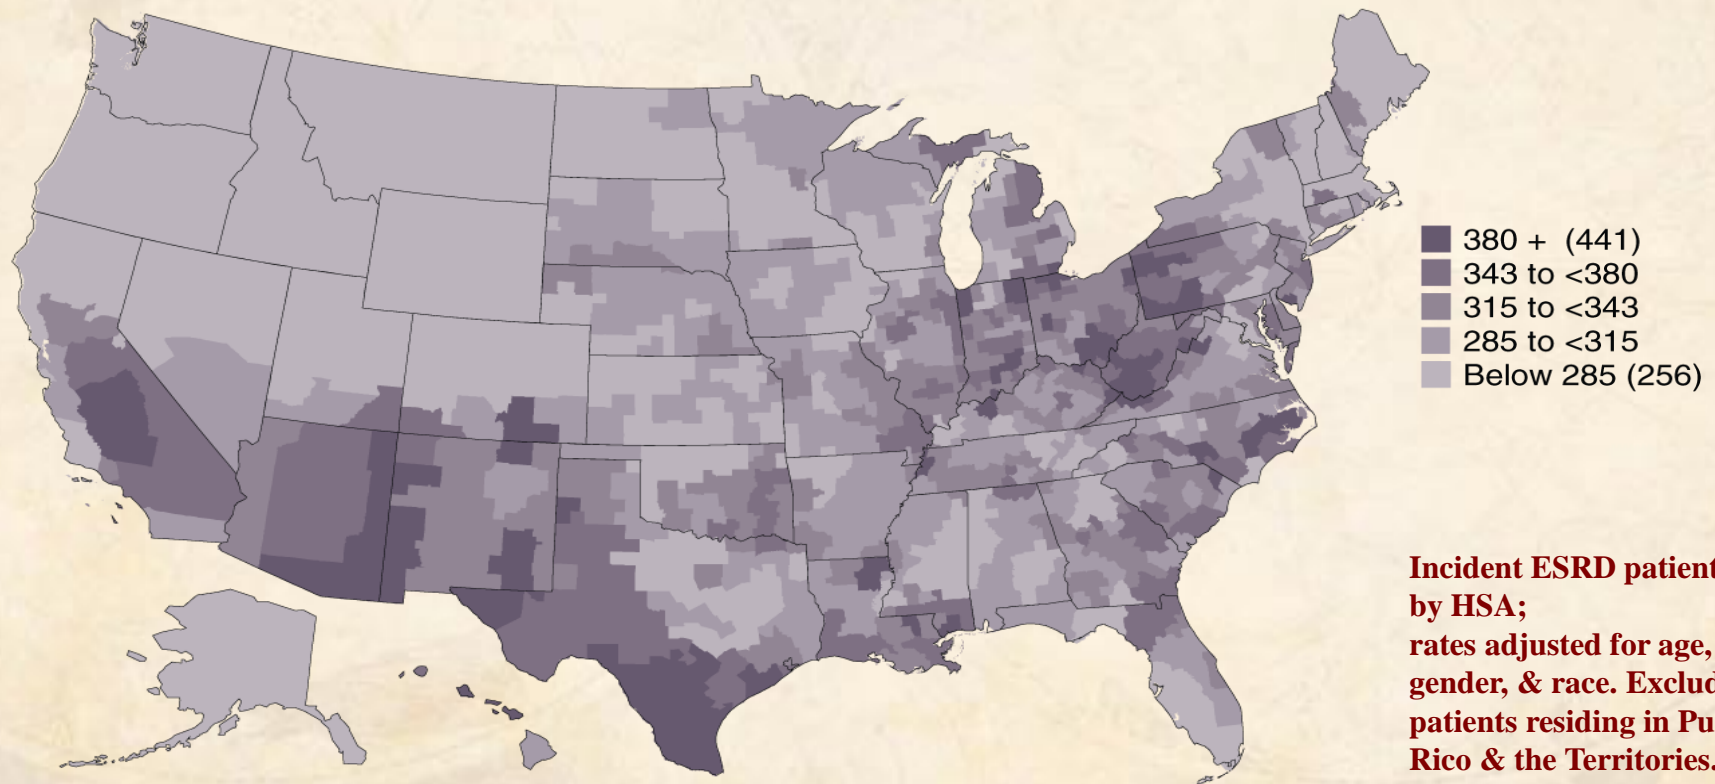 380 + (441)
343 to <380
315 to <343
285 to <315
Below 285 (256)
Incident ESRD patient
by HSA;
rates adjusted for age,
gender, & race. Exclud
patients residing in Pu
Rico & the Territories.